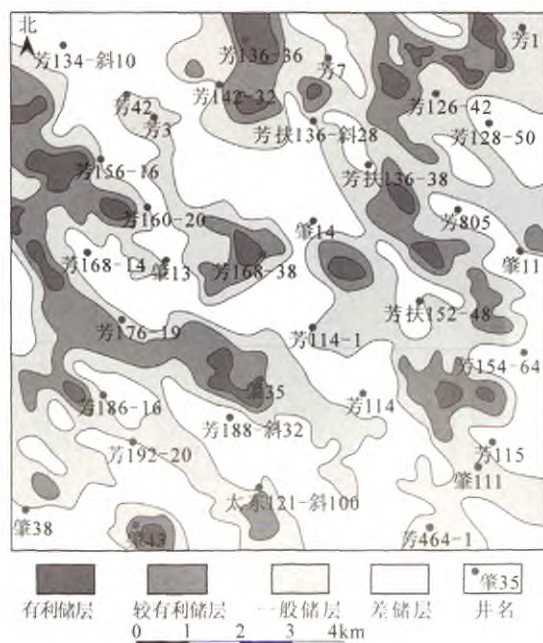 北
芳134-斜10
芳136-36
芳7
芳1
芳142-32
芳42
芳3
芳126-42
芳扶136-斜28
芳128-50
芳156-16
芳扶136-38
芳160-20
芳805
肇14
芳168-14
肇13
芳168-38
肇11
芳扶152-48
芳176-19
芳114-1
芳154-64
肇35
芳186-16
芳114
芳188-斜32
芳192-20
芳115
肇111
太东121-斜100
肇38
肇43
芳464-1
肇35
有利储层 较有利储层 一般储层 差储层 井名
0 1 2 3 4km